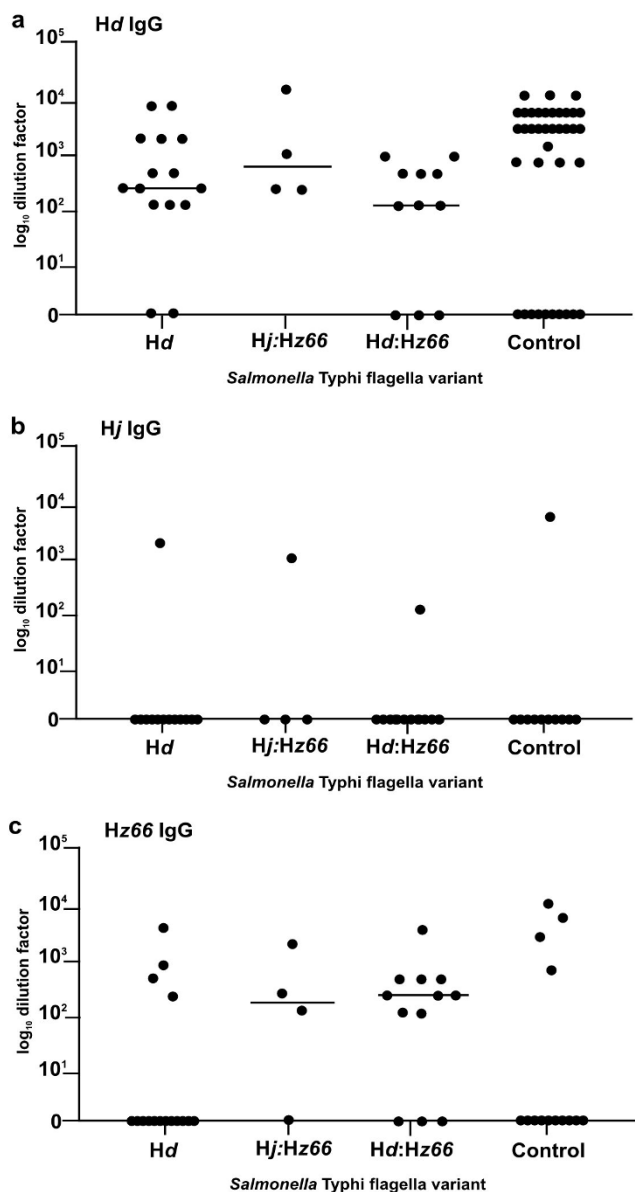 a
Hd IgG
log₁₀ dilution factor
10⁵
10⁴
10³
10²
10¹
0
Hd Hj:Hz66 Hd:Hz66 Control
Salmonella Typhi flagella variant
b
Hj IgG
log₁₀ dilution factor
10⁵
10⁴
10³
10²
10¹
0
Hd Hj:Hz66 Hd:Hz66 Control
Salmonella Typhi flagella variant
c
Hz66 IgG
log₁₀ dilution factor
10⁵
10⁴
10³
10²
10¹
0
Hd Hj:Hz66 Hd:Hz66 Control
Salmonella Typhi flagella variant